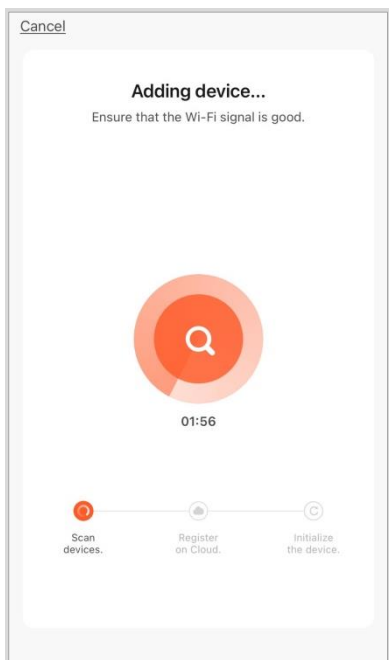 Cancel
Adding device...
Ensure that the Wi-Fi signal is good.
01:56
Scan
devices.
Register
on Cloud.
Initialize
the device.